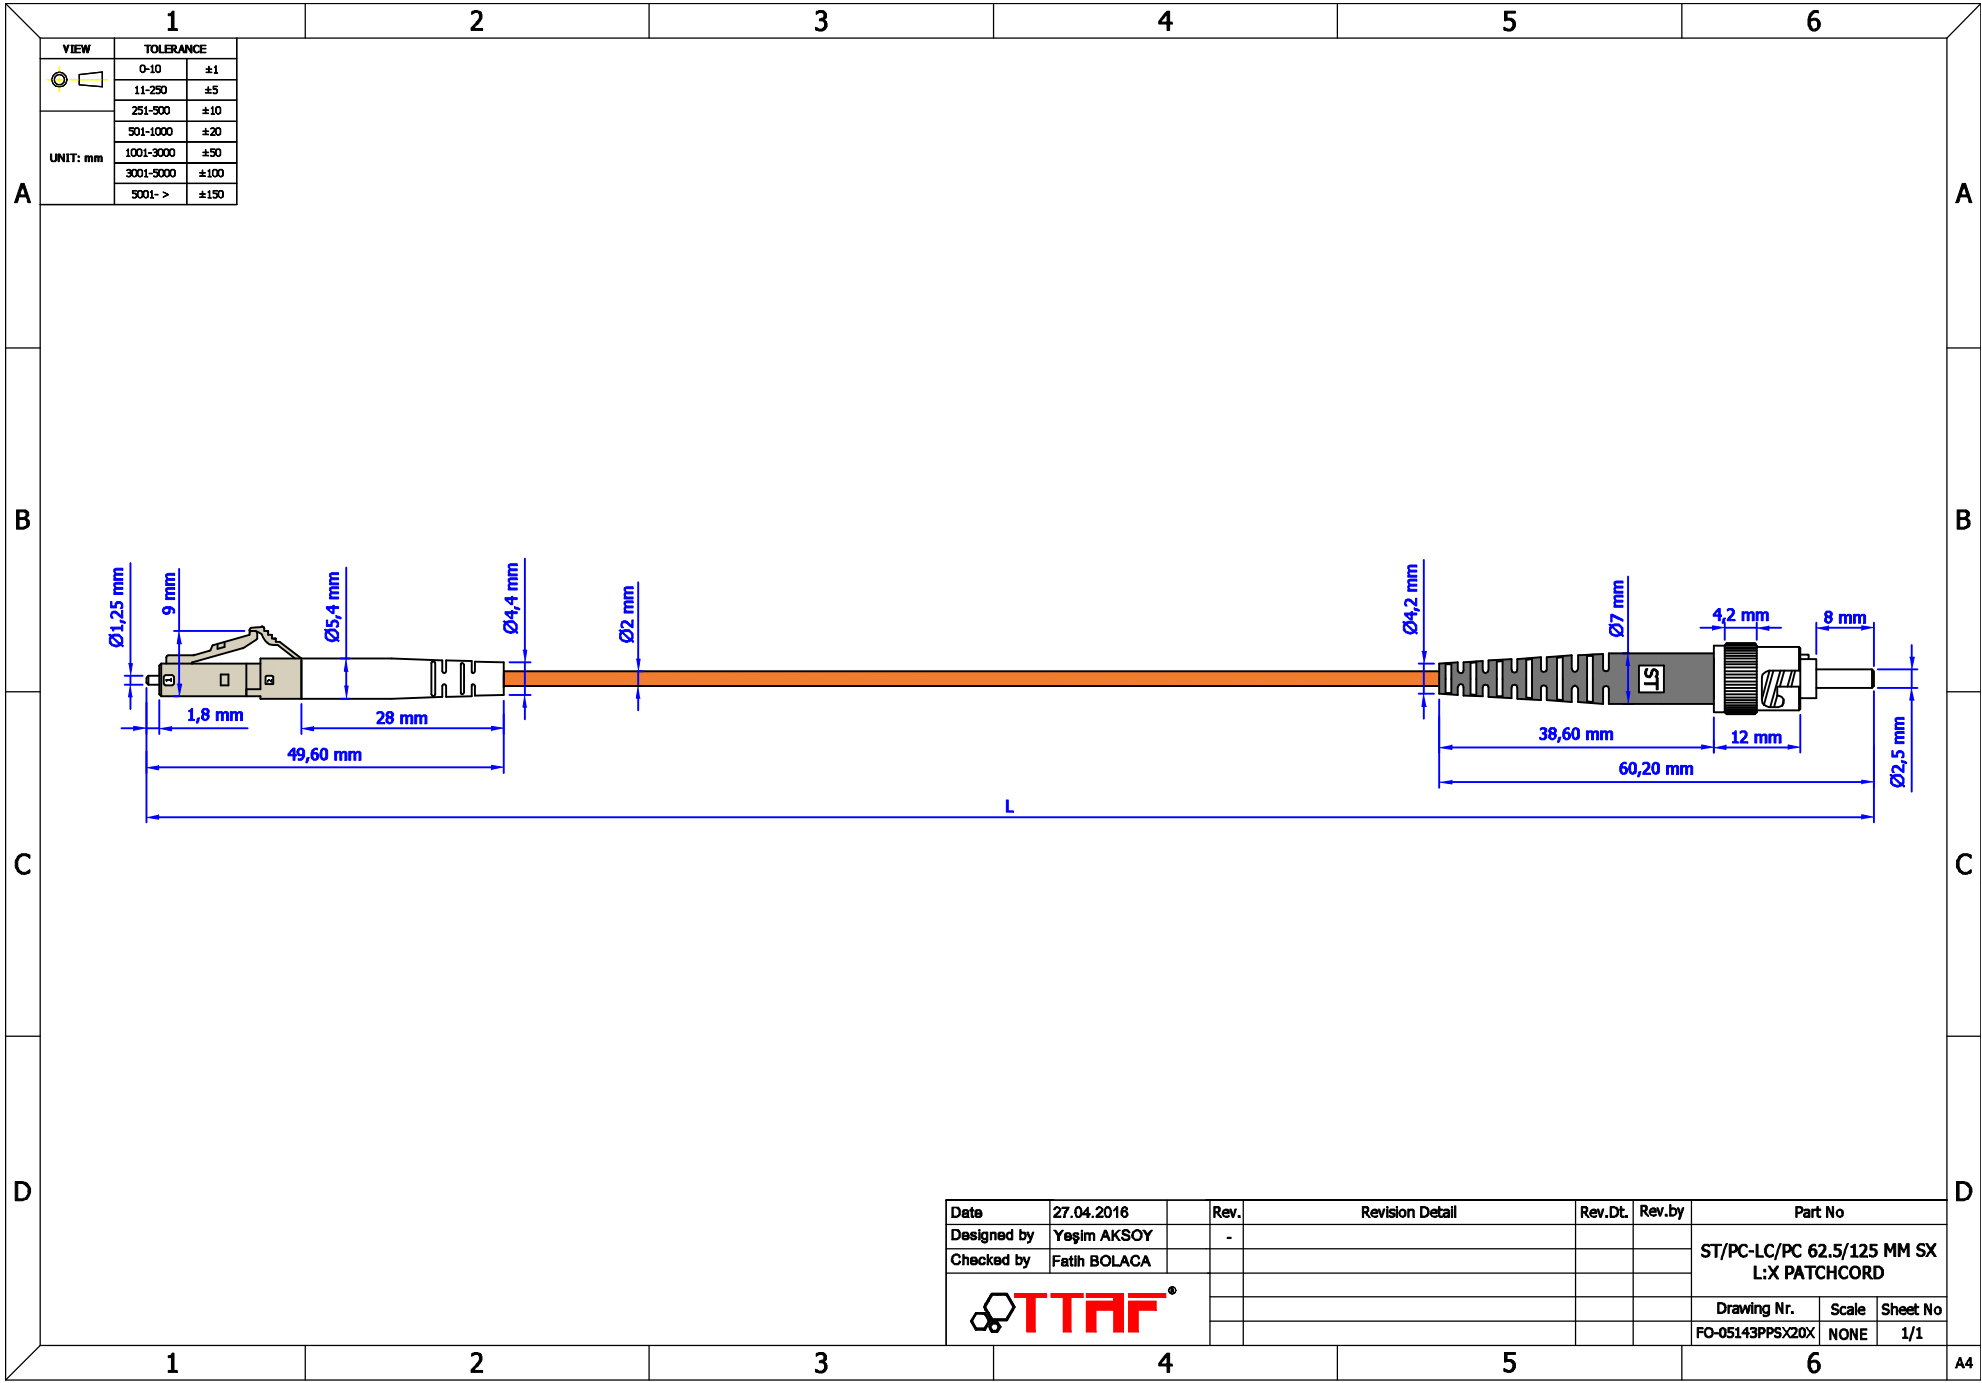 1 2 3 4 5 6
VIEW TOLERANCE
0-10 ±1
11-250 ±5
251-500 ±10
501-1000 ±20
UNIT: mm
1001-3000 ±50
3001-5000 ±100
5001- > ±150
A A
B B
Ø1,25 mm
9 mm
Ø5,4 mm
Ø4,4 mm
Ø2 mm
Ø4,2 mm
Ø7 mm
4,2 mm
8 mm
1
2
ST
1,8 mm
28 mm
49,60 mm
38,60 mm
12 mm
60,20 mm
Ø2,5 mm
L
C C
D D
Date 27.04.2016 Rev. Revision Detail Rev.Dt. Rev.by Part No
Designed by Yeşim AKSOY -
Checked by Fatih BOLACA
ST/PC-LC/PC 62.5/125 MM SX
L:X PATCHCORD
TTAF ®
Drawing Nr. Scale Sheet No
FO-05143PPSX20X NONE 1/1
1 2 3 4 5 6 A4